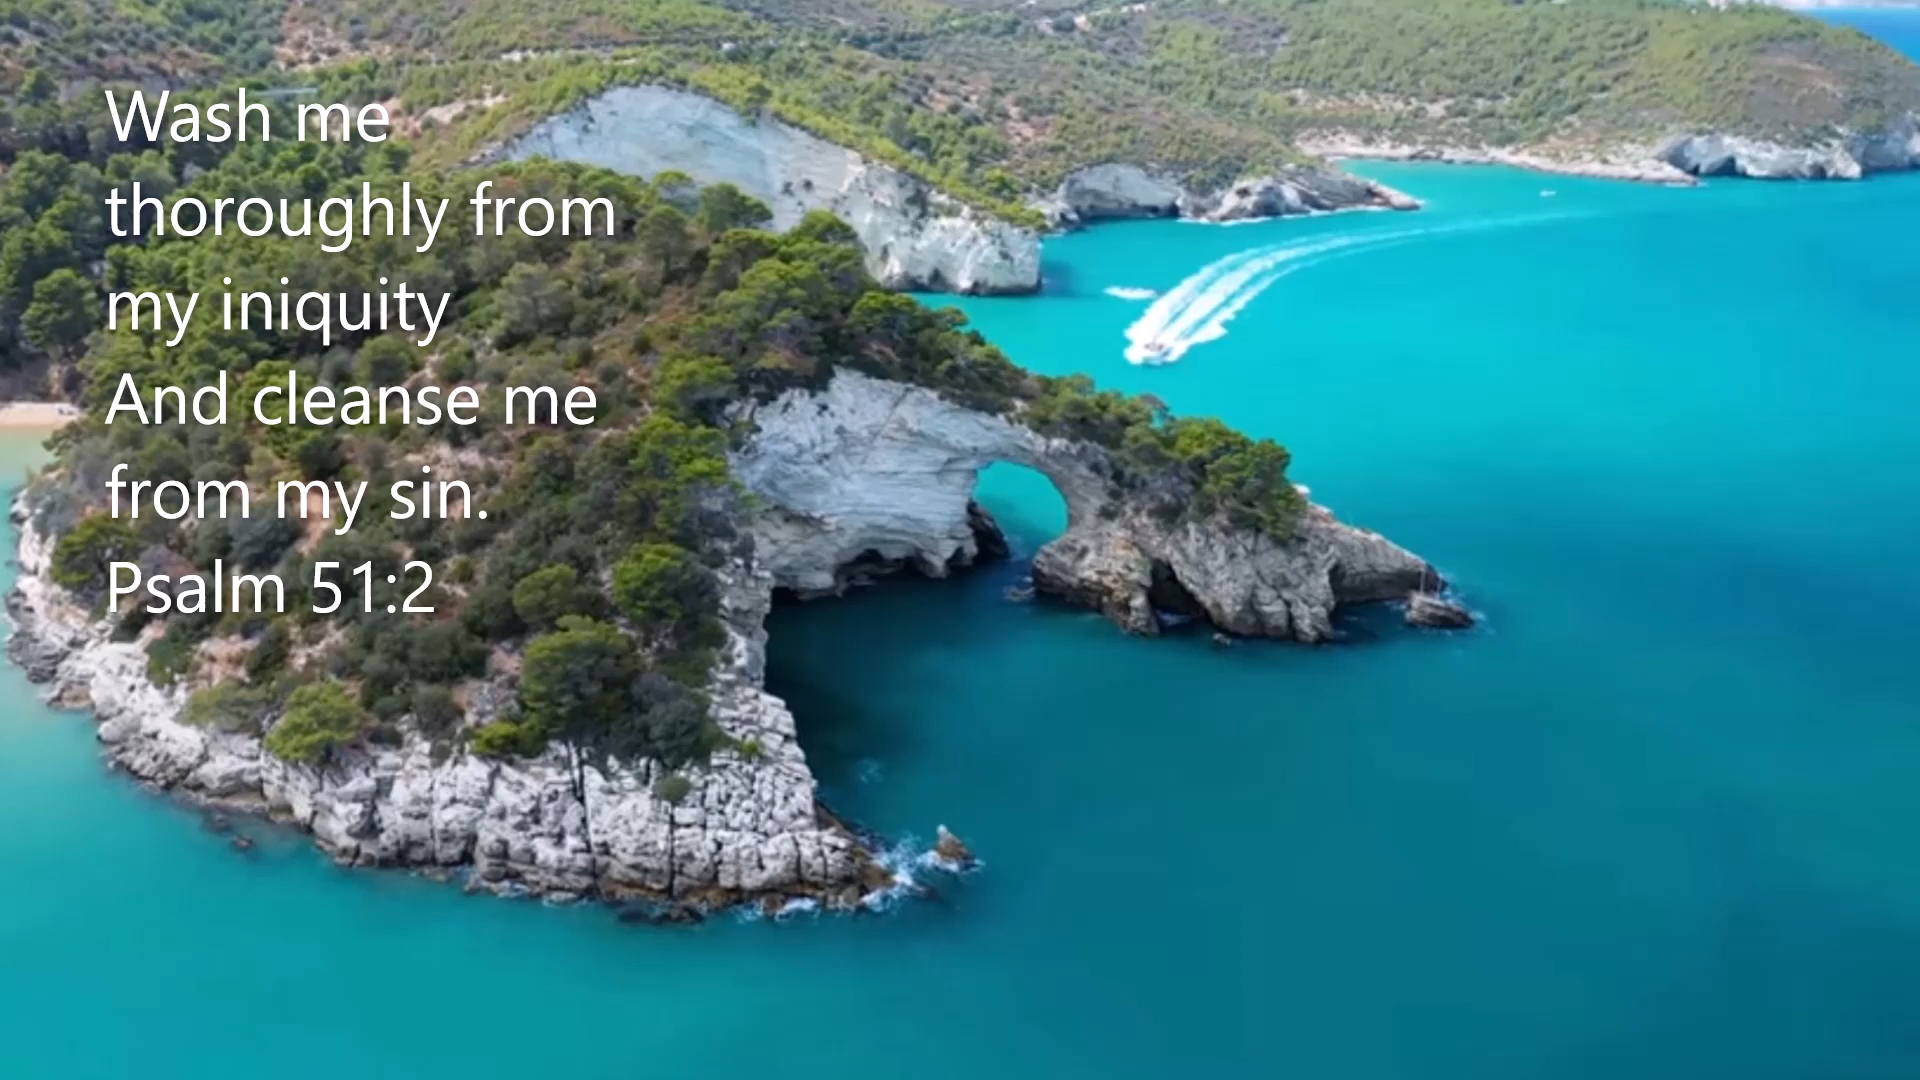 Wash me
thoroughly from
my iniquity
And cleanse me
from my sin.
Psalm 51:2